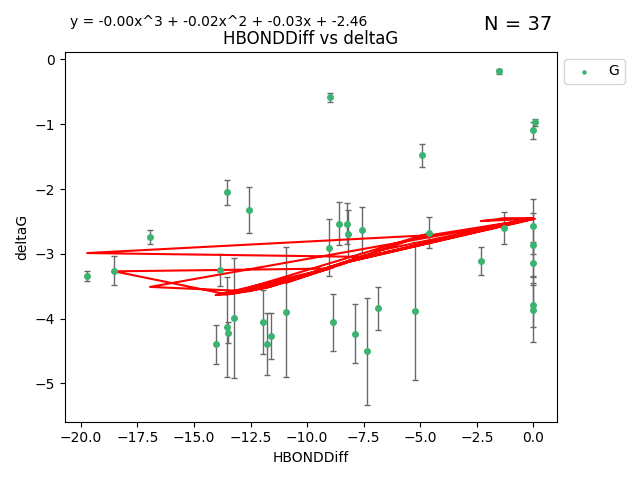 y = -0.00x^3 + -0.02x^2 + -0.03x + -2.46
N = 37
HBONDDiff vs deltaG
G
deltaG
0
−1
−2
−3
−4
−5
−20.0 −17.5 −15.0 −12.5 −10.0 −7.5 −5.0 −2.5 0.0
HBONDDiff